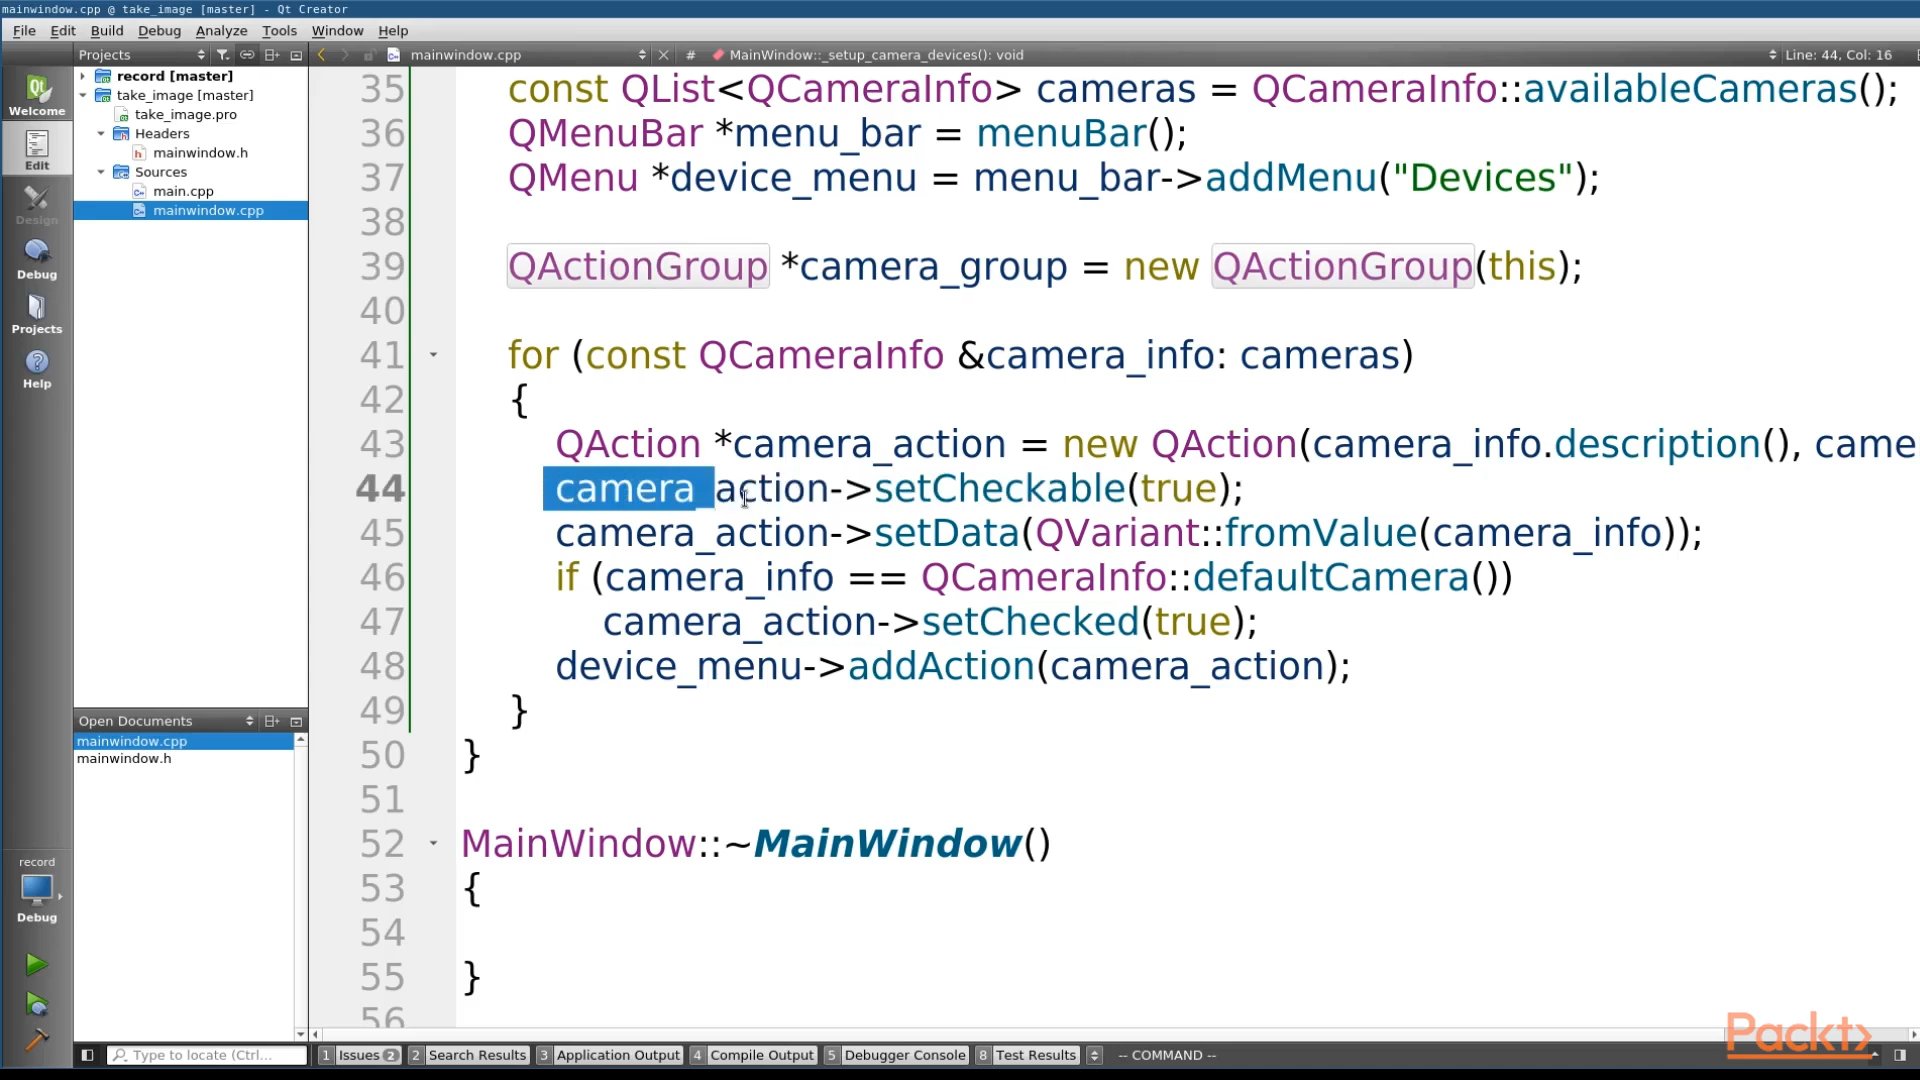 mainwindow.cpp @ take_image [master] - Qt Creator
File Edit Build Debug Analyze Tools Window Help
Projects
mainwindow.cpp
# MainWindow::_setup_camera_devices(): void
Line: 44, Col: 16
Welcome
Edit
Design
Debug
Projects
Help
record
Debug
record [master]
take_image [master]
take_image.pro
Headers
mainwindow.h
Sources
main.cpp
mainwindow.cpp
Open Documents
mainwindow.cpp
mainwindow.h
35 const QList<QCameraInfo> cameras = QCameraInfo::availableCameras();
36 QMenuBar *menu_bar = menuBar();
37 QMenu *device_menu = menu_bar->addMenu("Devices");
38
39 QActionGroup *camera_group = new QActionGroup(this);
40
41 for (const QCameraInfo &camera_info: cameras)
42 {
43 QAction *camera_action = new QAction(camera_info.description(), came
44 camera_action->setCheckable(true);
45 camera_action->setData(QVariant::fromValue(camera_info));
46 if (camera_info == QCameraInfo::defaultCamera())
47 camera_action->setChecked(true);
48 device_menu->addAction(camera_action);
49 }
50 }
51
52 MainWindow::~MainWindow()
53 {
54
55 }
56
Packt>
Type to locate (Ctrl...
1 Issues 2
2 Search Results
3 Application Output
4 Compile Output
5 Debugger Console
8 Test Results
-- COMMAND --